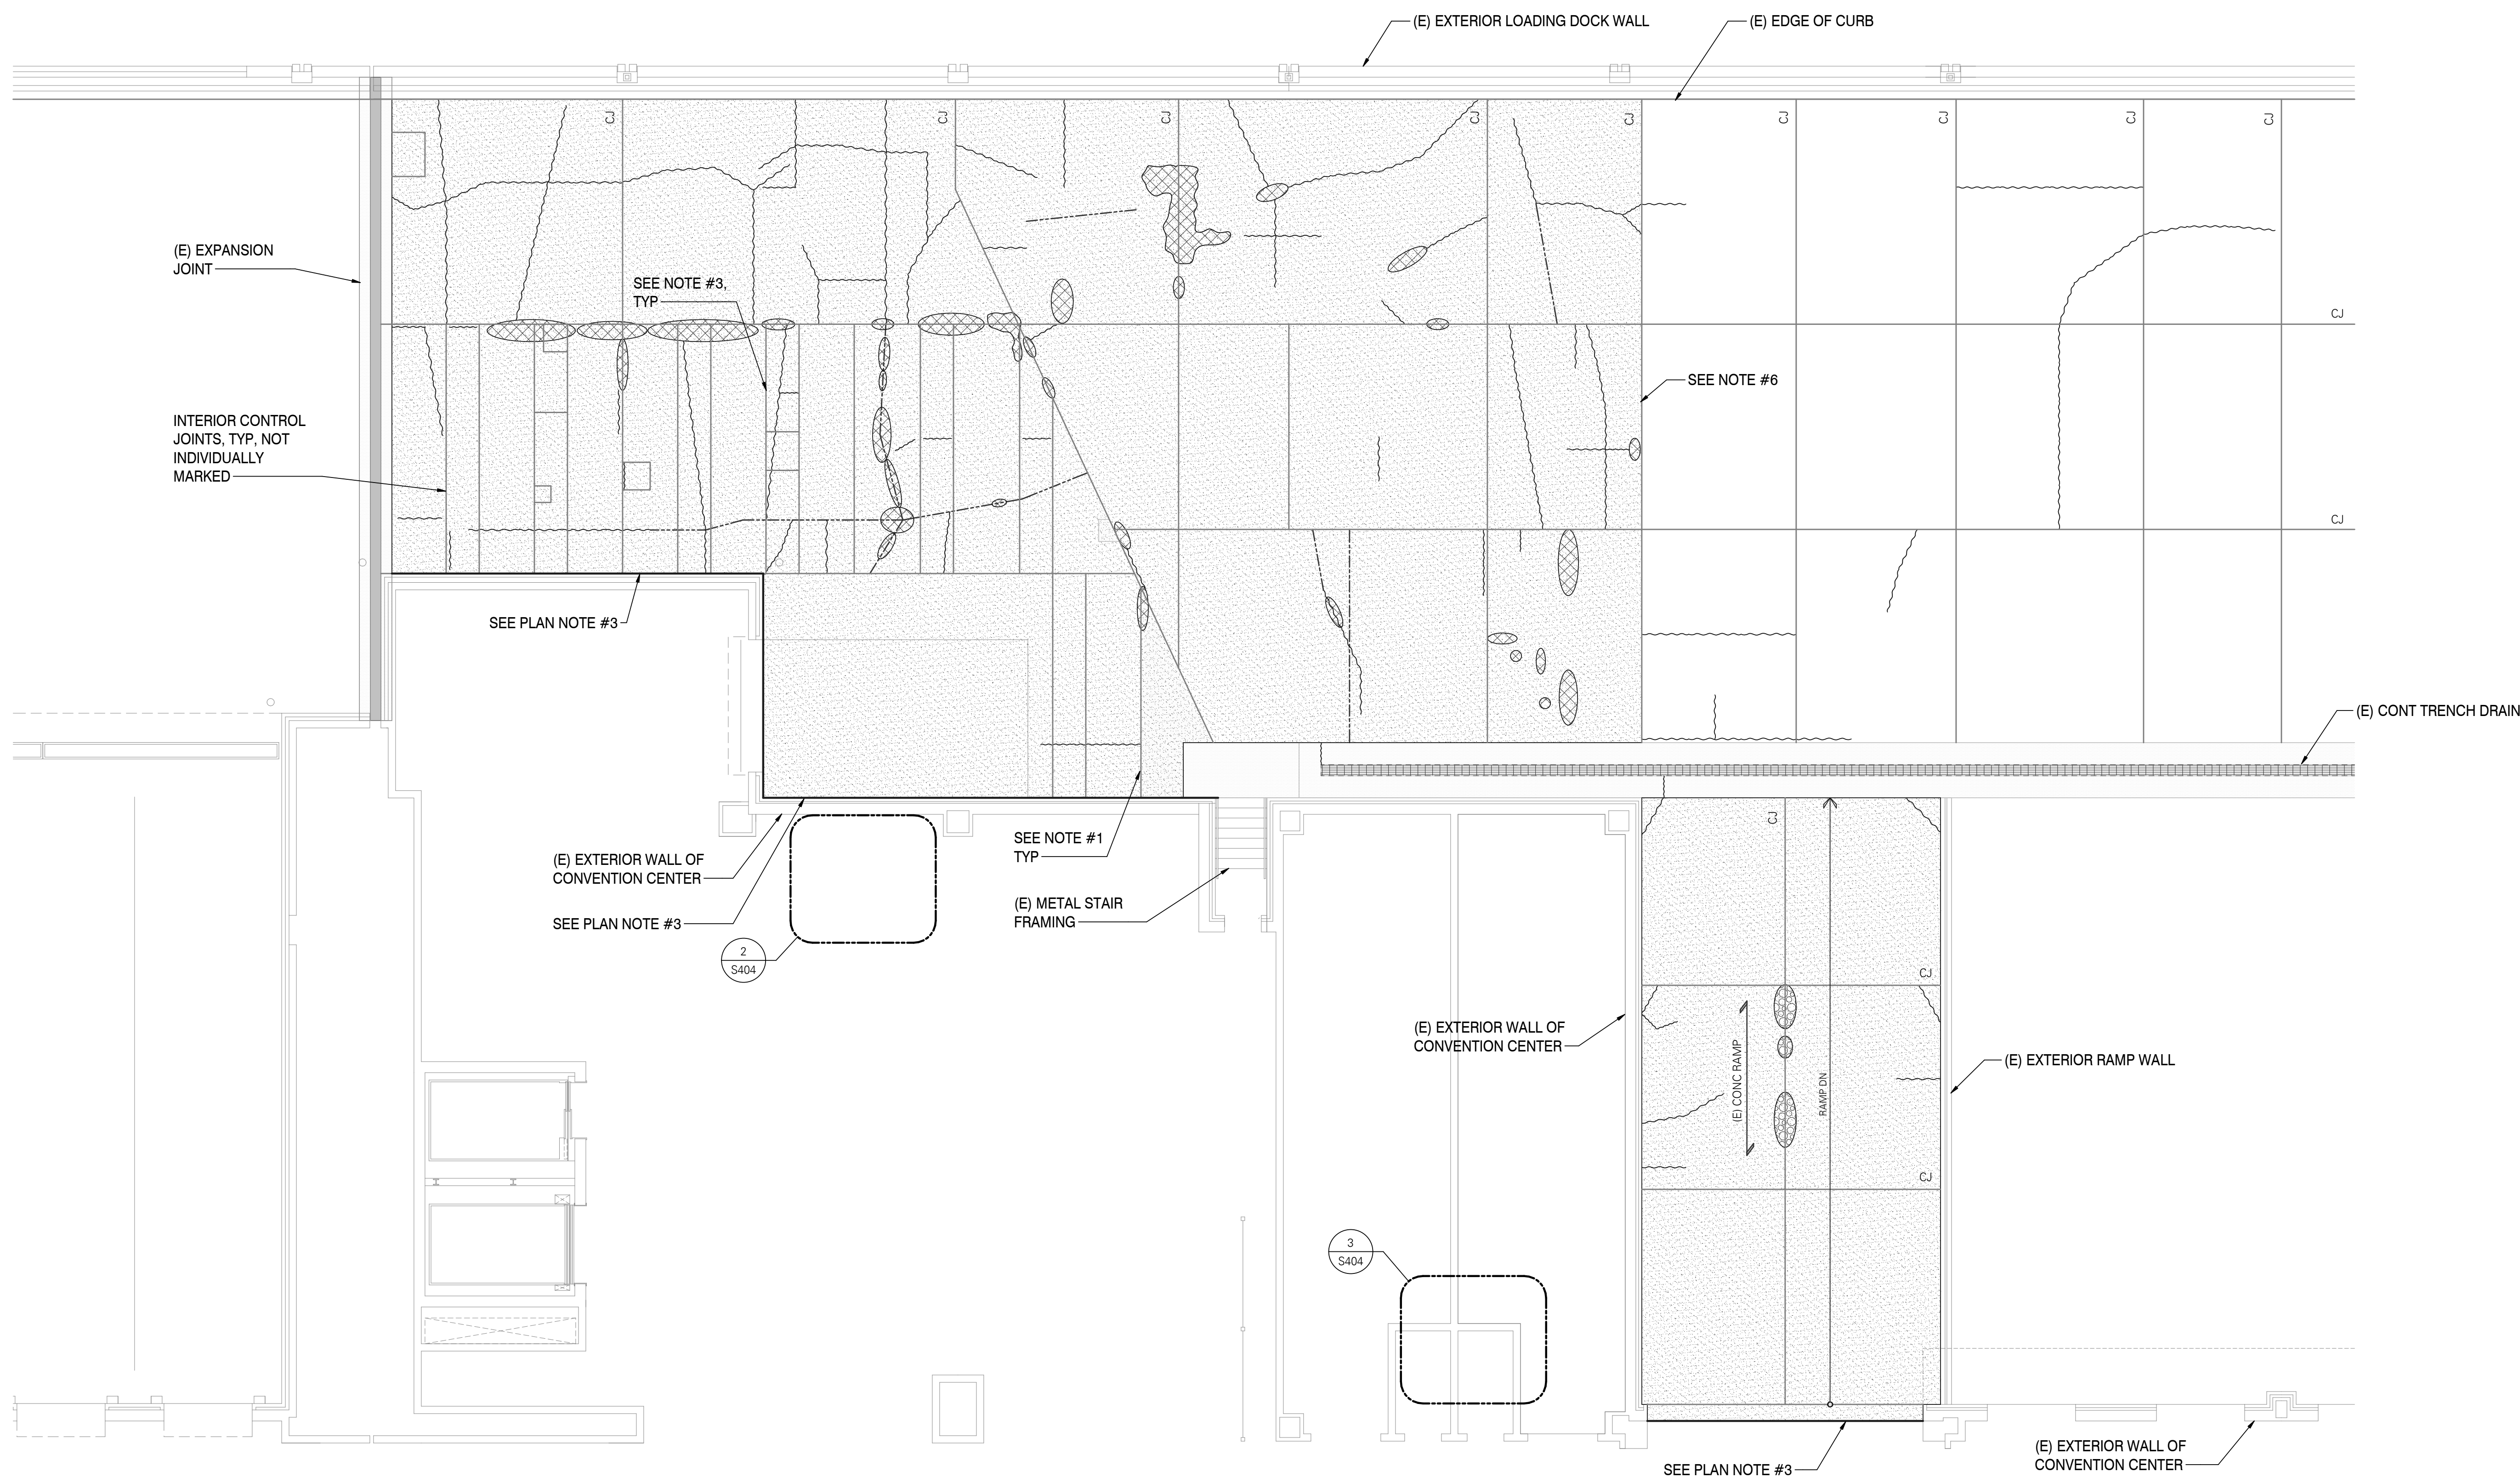 (E) EXTERIOR LOADING DOCK WALL
(E) EDGE OF CURB
CJ
CJ
CJ
CJ
CJ
CJ
CJ
CJ
CJ
(E) EXPANSION
JOINT
SEE NOTE #3,
TYP
CJ
SEE NOTE #6
INTERIOR CONTROL
JOINTS, TYP, NOT
INDIVIDUALLY
MARKED
CJ
SEE PLAN NOTE #3
(E) CONT TRENCH DRAIN
CJ
SEE NOTE #1
TYP
(E) EXTERIOR WALL OF
CONVENTION CENTER
(E) METAL STAIR
FRAMING
SEE PLAN NOTE #3
2
S404
CJ
(E) EXTERIOR WALL OF
CONVENTION CENTER
(E) CONC RAMP
RAMP DN
(E) EXTERIOR RAMP WALL
CJ
3
S404
(E) EXTERIOR WALL OF
CONVENTION CENTER
SEE PLAN NOTE #3